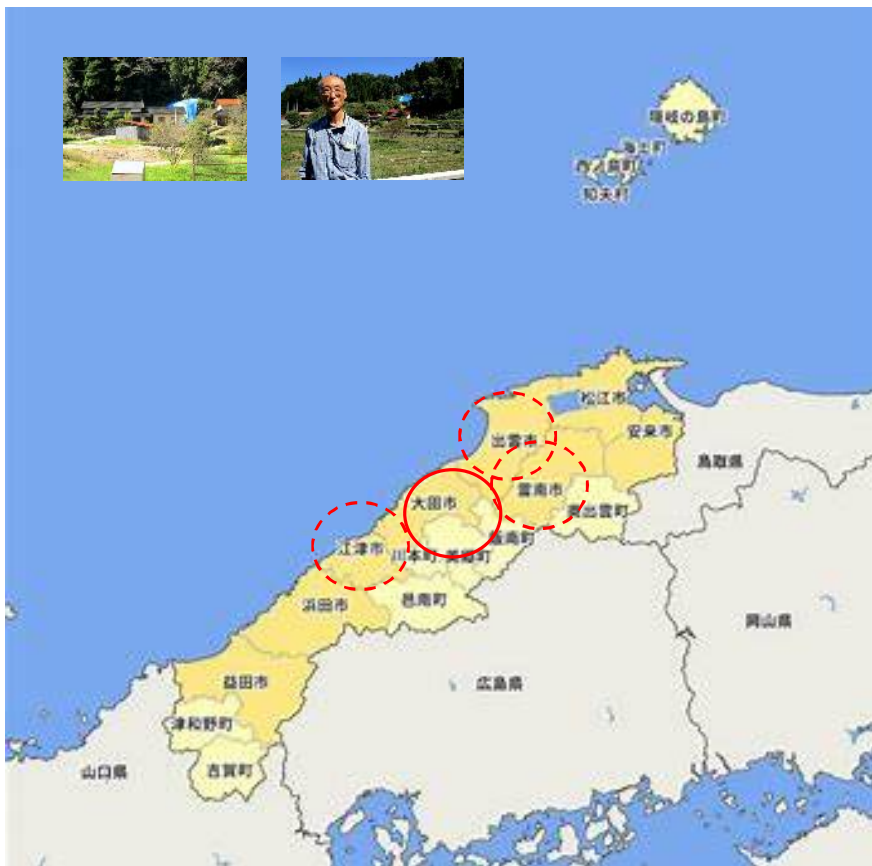 隠岐の島町
海士町
西ノ島町
知夫村
松江市
安来市
出雲市
鳥取県
雲南市
奥出雲町
大田市
飯南町
江津市
川本町
美郷町
邑南町
浜田市
岡山県
広島県
益田市
津和野町
吉賀町
山口県